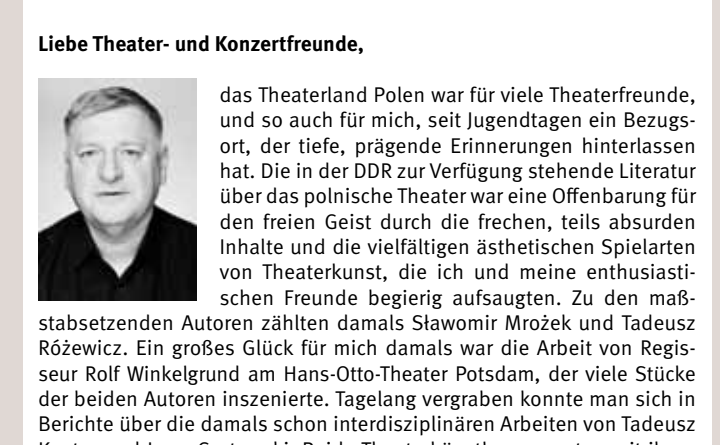 Liebe Theater- und Konzertfreunde,
das Theaterland Polen war für viele Theaterfreunde,
und so auch für mich, seit Jugendtagen ein Bezugs-
ort, der tiefe, prägende Erinnerungen hinterlassen
hat. Die in der DDR zur Verfügung stehende Literatur
über das polnische Theater war eine Offenbarung für
den freien Geist durch die frechen, teils absurden
Inhalte und die vielfältigen ästhetischen Spielarten
von Theaterkunst, die ich und meine enthusiasti-
schen Freunde begierig aufsaugten. Zu den maß-
stabsetzenden Autoren zählten damals Sławomir Mrożek und Tadeusz
Różewicz. Ein großes Glück für mich damals war die Arbeit von Regis-
seur Rolf Winkelgrund am Hans-Otto-Theater Potsdam, der viele Stücke
der beiden Autoren inszenierte. Tagelang vergraben konnte man sich in
Berichte über die damals schon interdisziplinären Arbeiten von Tadeusz